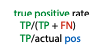 true positive rate
TP/(TP + FN)
TP/actual pos